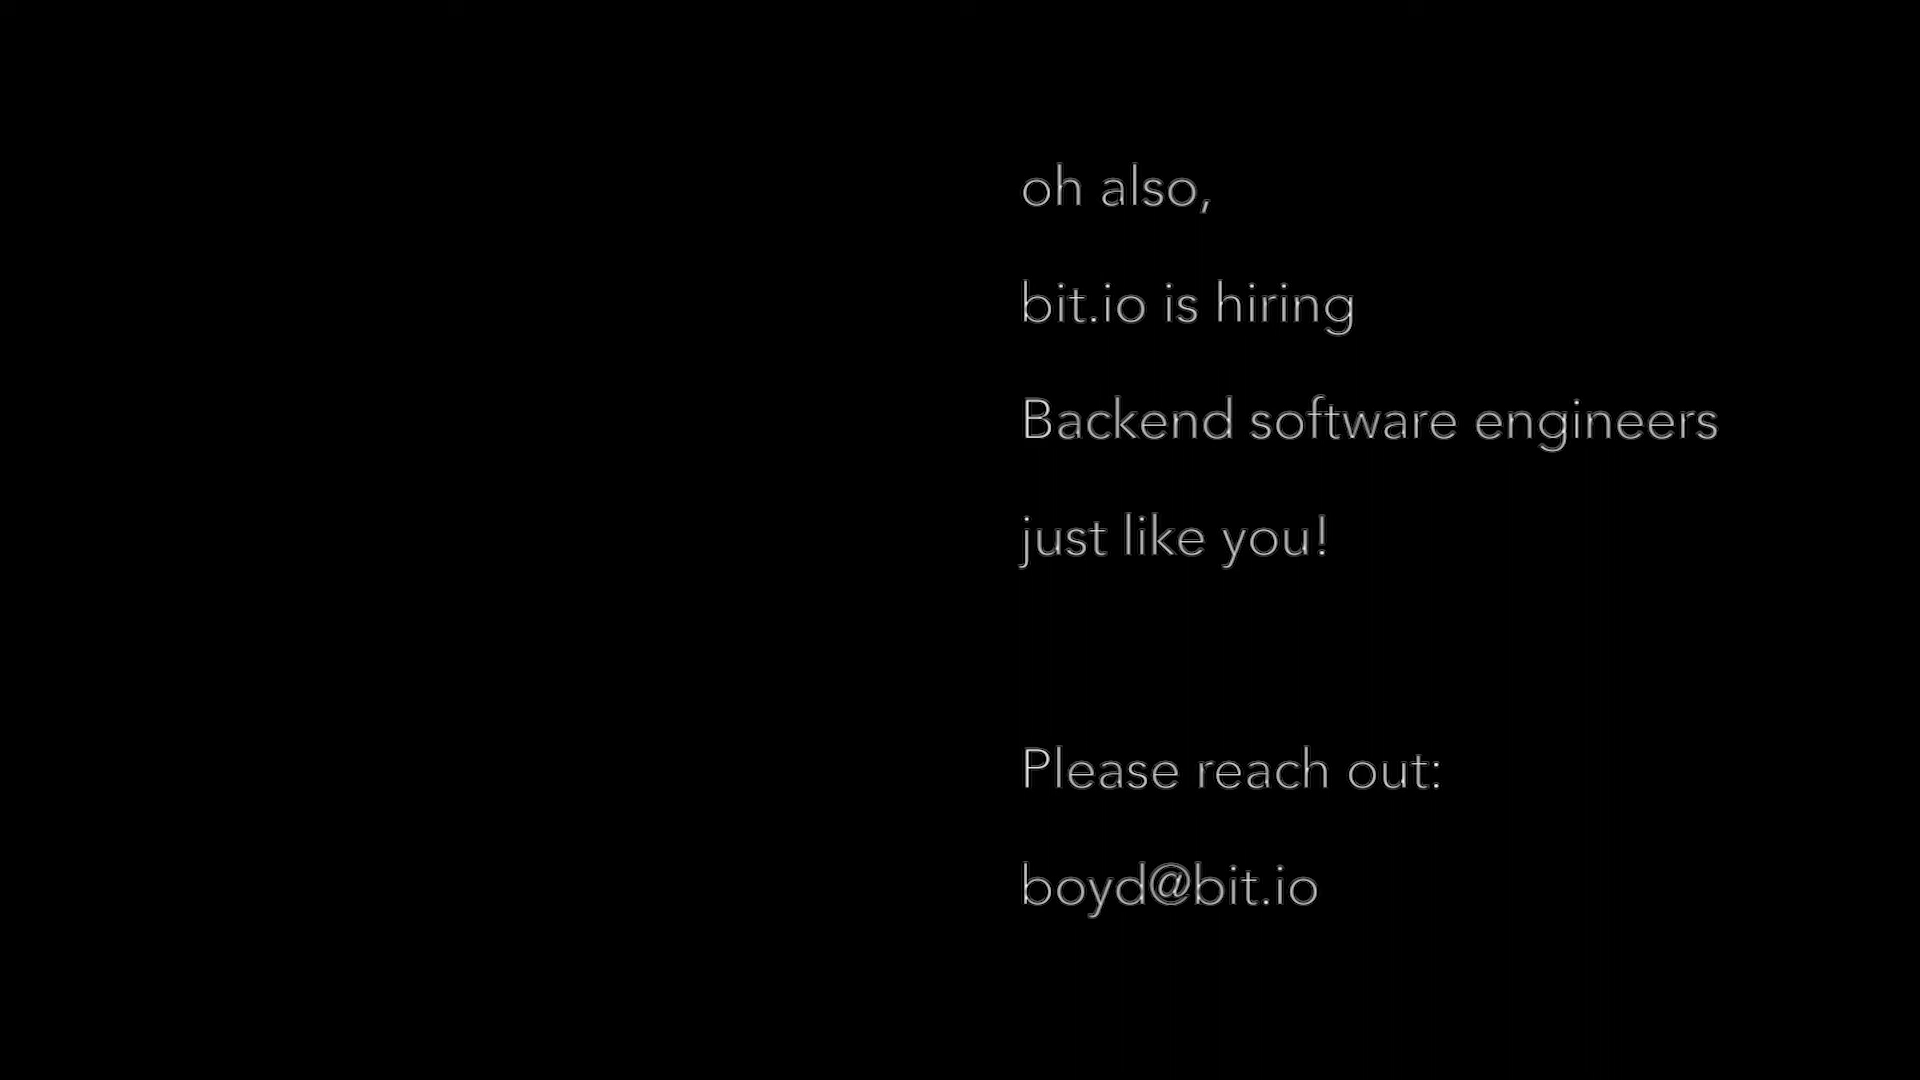 oh also,
bit.io is hiring
Backend software engineers
just like you!
Please reach out:
boyd@bit.io